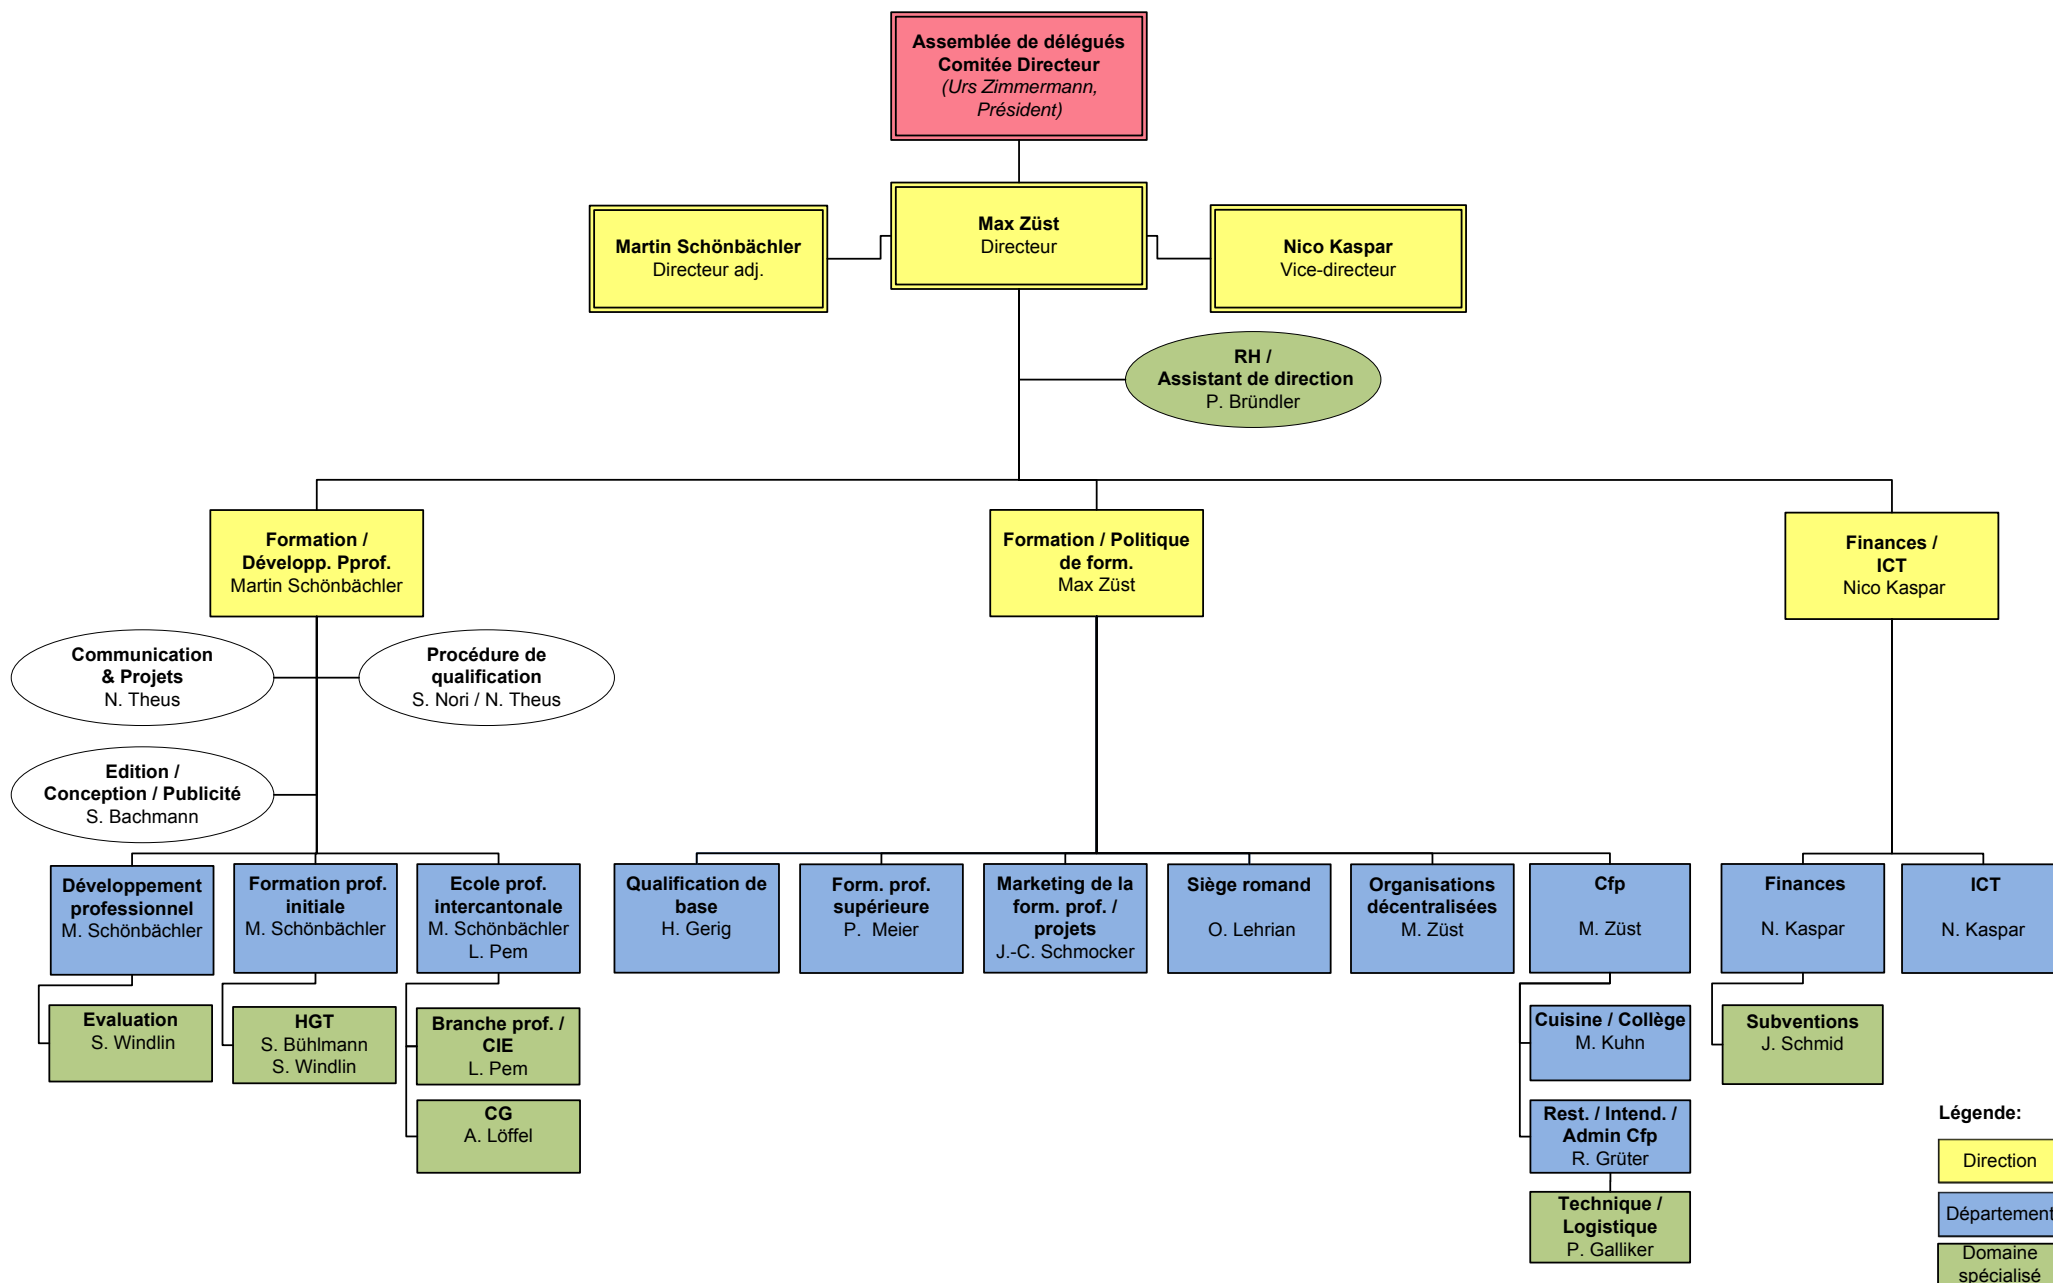 Assemblée de délégués
Comitée Directeur
(Urs Zimmermann,
Président)
Martin Schönbächler
Directeur adj.
Max Züst
Directeur
Nico Kaspar
Vice-directeur
RH /
Assistant de direction
P. Bründler
Formation /
Développ. Pprof.
Martin Schönbächler
Formation / Politique
de form.
Max Züst
Finances /
ICT
Nico Kaspar
Communication
& Projets
N. Theus
Procédure de
qualification
S. Nori / N. Theus
Edition /
Conception / Publicité
S. Bachmann
Développement
professionnel
M. Schönbächler
Formation prof.
initiale
M. Schönbächler
Ecole prof.
intercantonale
M. Schönbächler
L. Pem
Qualification de
base
H. Gerig
Form. prof.
supérieure
P. Meier
Marketing de la
form. prof. /
projets
J.-C. Schmocker
Siège romand
O. Lehrian
Organisations
décentralisées
M. Züst
Cfp
M. Züst
Finances
N. Kaspar
ICT
N. Kaspar
Evaluation
S. Windlin
HGT
S. Bühlmann
S. Windlin
Branche prof. /
CIE
L. Pem
CG
A. Löffel
Cuisine / Collège
M. Kuhn
Rest. / Intend. /
Admin Cfp
R. Grüter
Technique /
Logistique
P. Galliker
Subventions
J. Schmid
Légende:
Direction
Département
Domaine
spécialisé